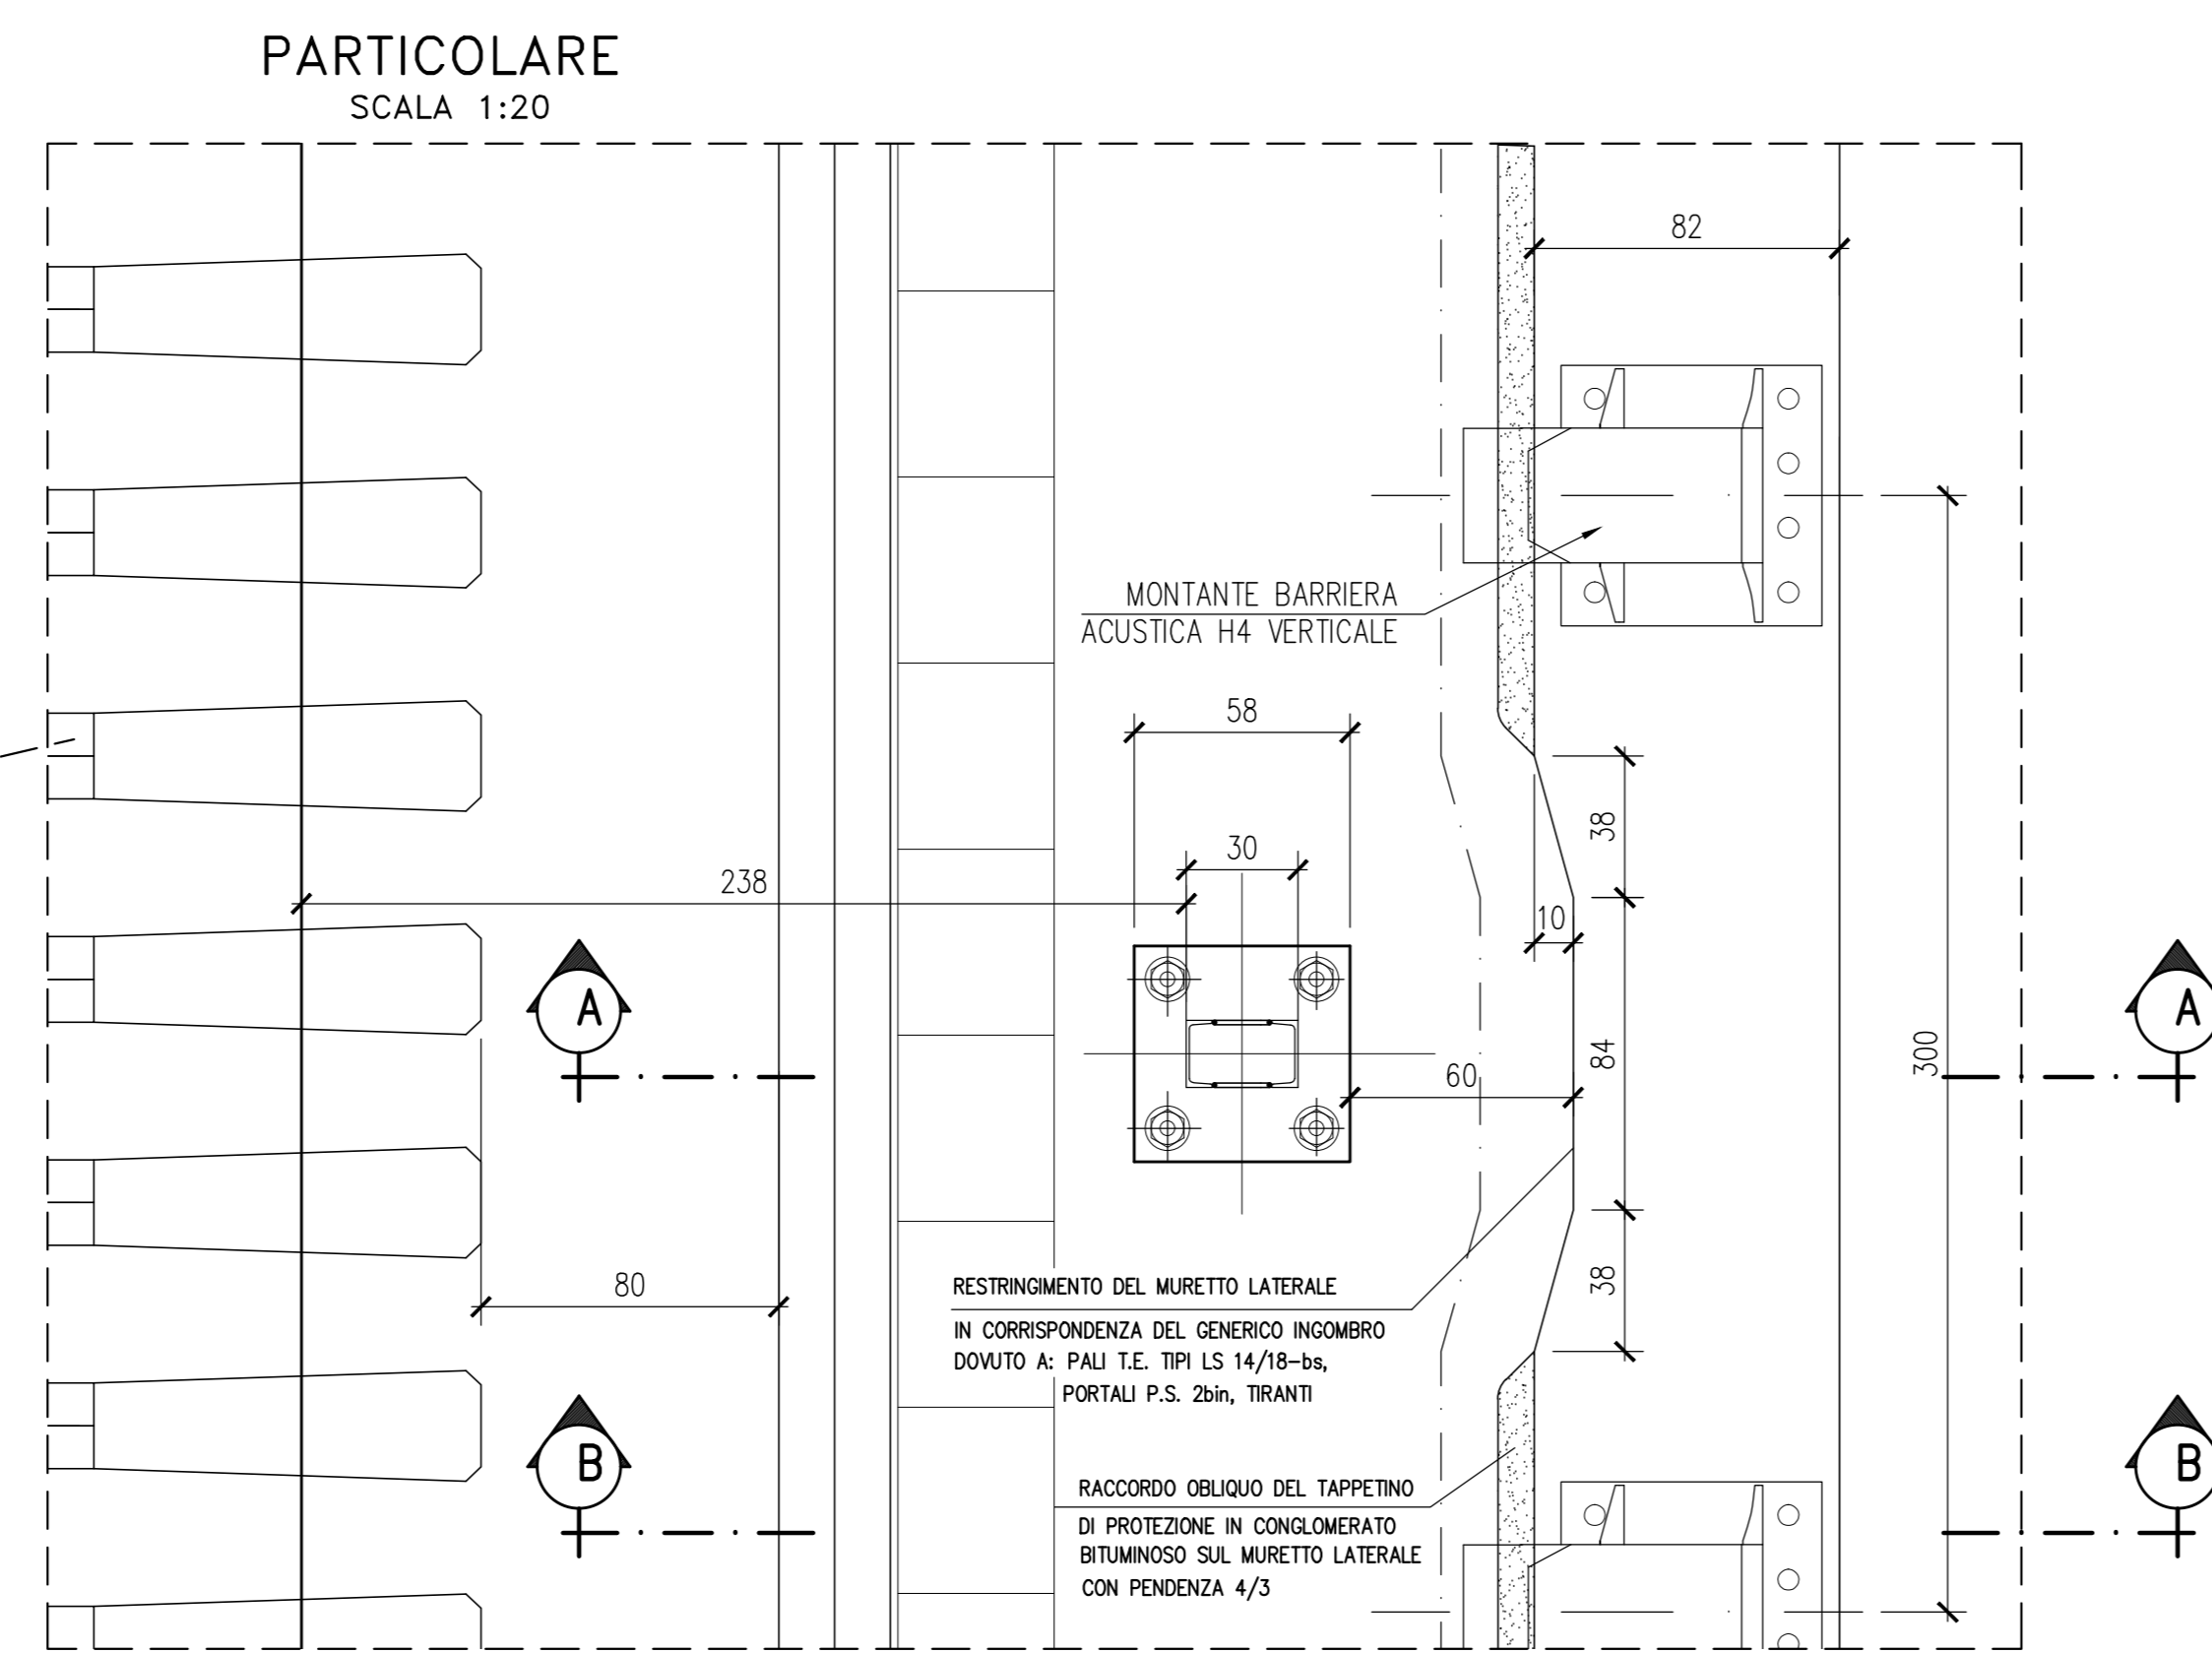 PARTICOLARE
SCALA 1:20
82
MONTANTE BARRIERA
ACUSTICA H4 VERTICALE
58
38
30
238
10
A
A
84
300
60
80
38
RESTRINGIMENTO DEL MURETTO LATERALE
IN CORRISPONDENZA DEL GENERICO INGOMBRO
DOVUTO A: PALI T.E. TIPI LS 14/18-bs,
PORTALI P.S. 2bin, TIRANTI
B
B
RACCORDO OBLIQUO DEL TAPPETINO
DI PROTEZIONE IN CONGLOMERATO
BITUMINOSO SUL MURETTO LATERALE
CON PENDENZA 4/3